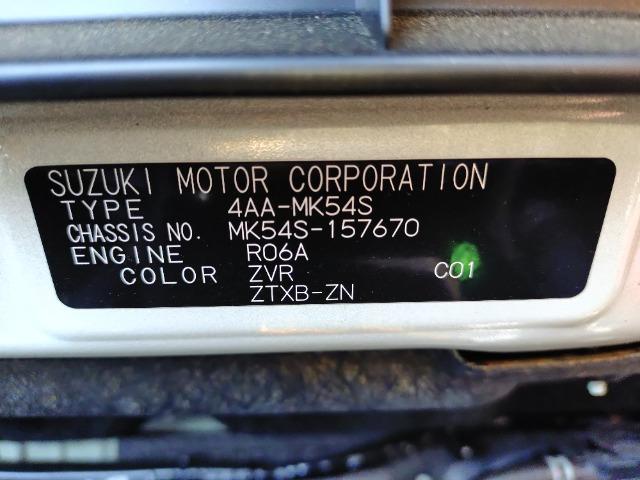 SUZUKI MOTOR CORPORATION
TYPE 4AA-MK54S
CHASSIS NO. MK54S-157670
ENGINE R06A
COLOR ZVR C01
ZTXB-ZN